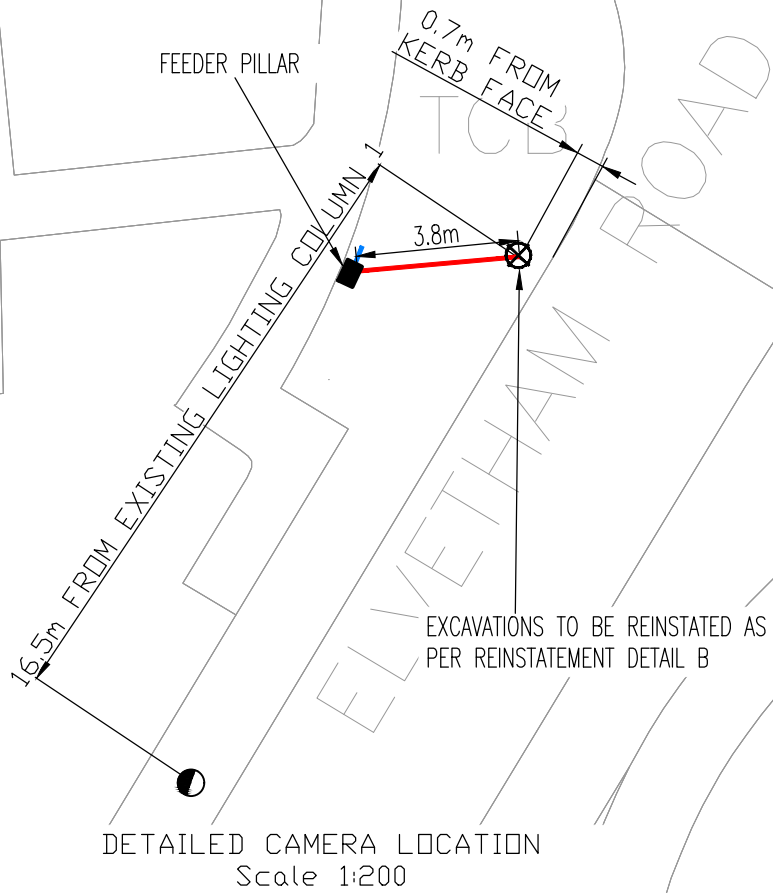 0.7m FROM
KERB FACE
FEEDER PILLAR
TCB
16.5m FROM EXISTING LIGHTING COLUMN 1
3.8m
ELVETHAM ROAD
EXCAVATIONS TO BE REINSTATED AS
PER REINSTATEMENT DETAIL B
DETAILED CAMERA LOCATION
Scale 1:200